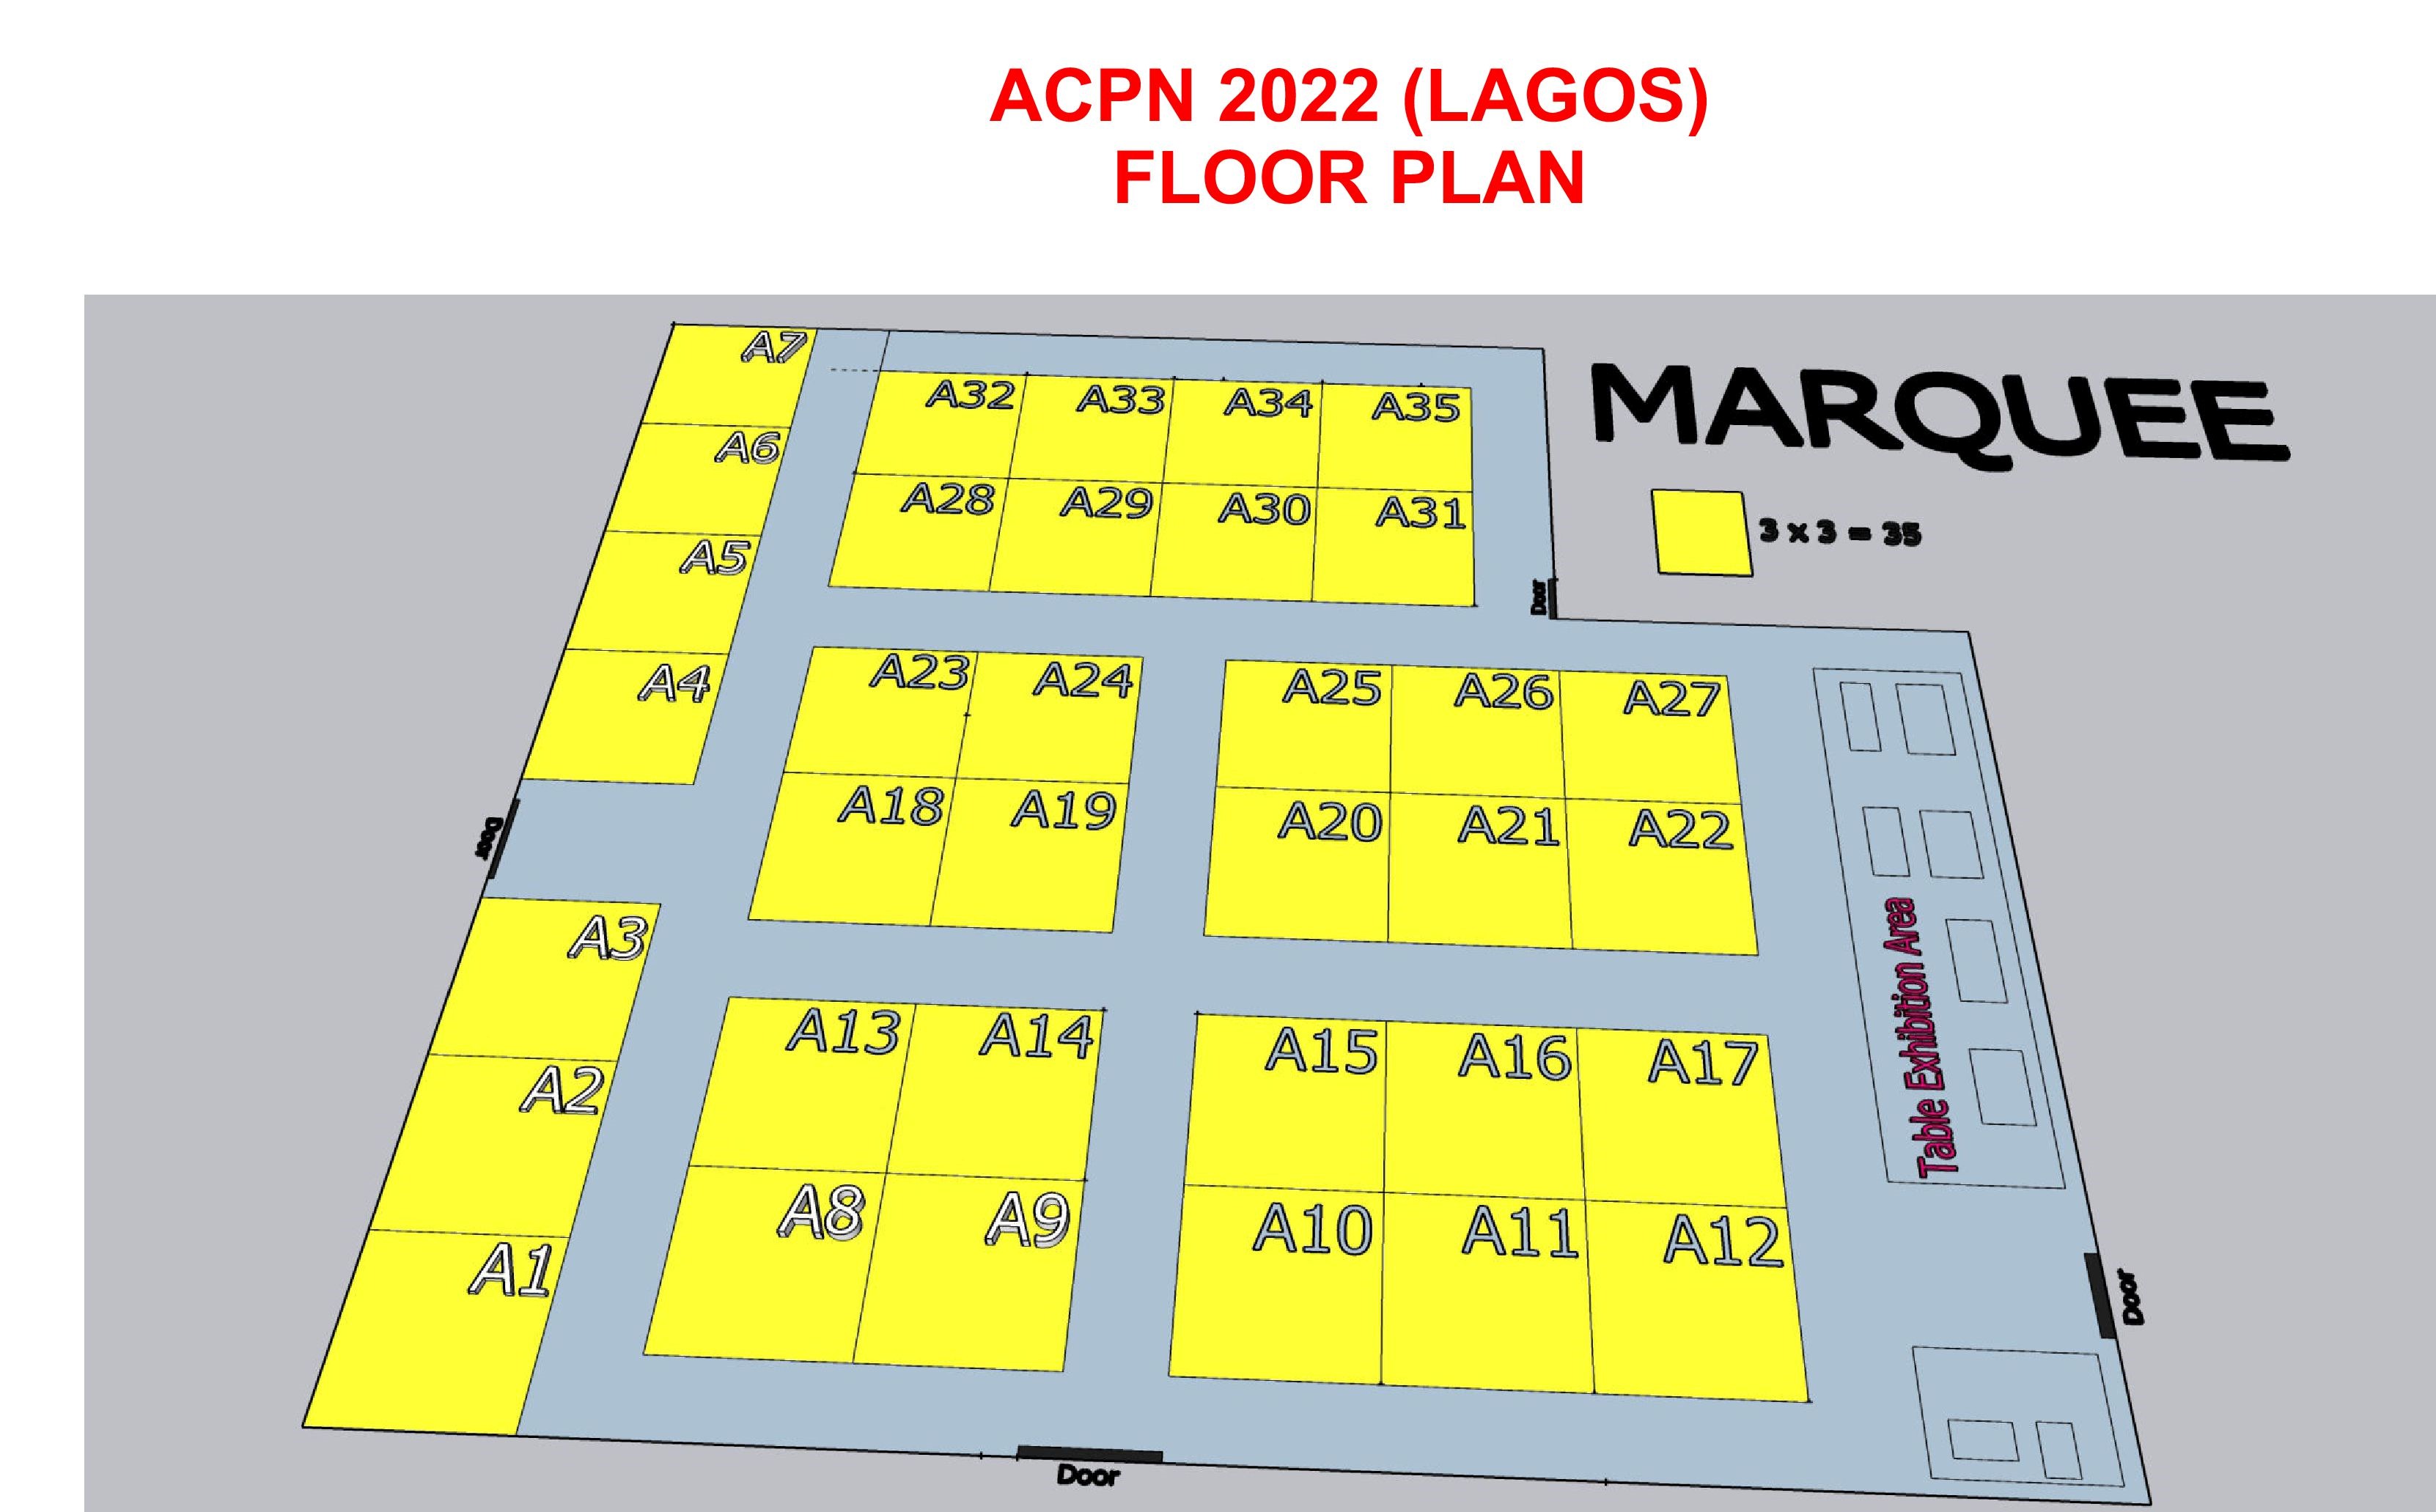 ACPN 2022 (LAGOS)
FLOOR PLAN
MARQUEE
3 x 3 = 35
A7
A32 A33 A34 A35
A6
A28 A29 A30 A31
A5
Door
A4
A23 A24 A25 A26 A27
A18 A19 A20 A21 A22
Door
Table Exhibition Area
A3
A13 A14 A15 A16 A17
A2
A8 A9 A10 A11 A12
A1
Door
Door